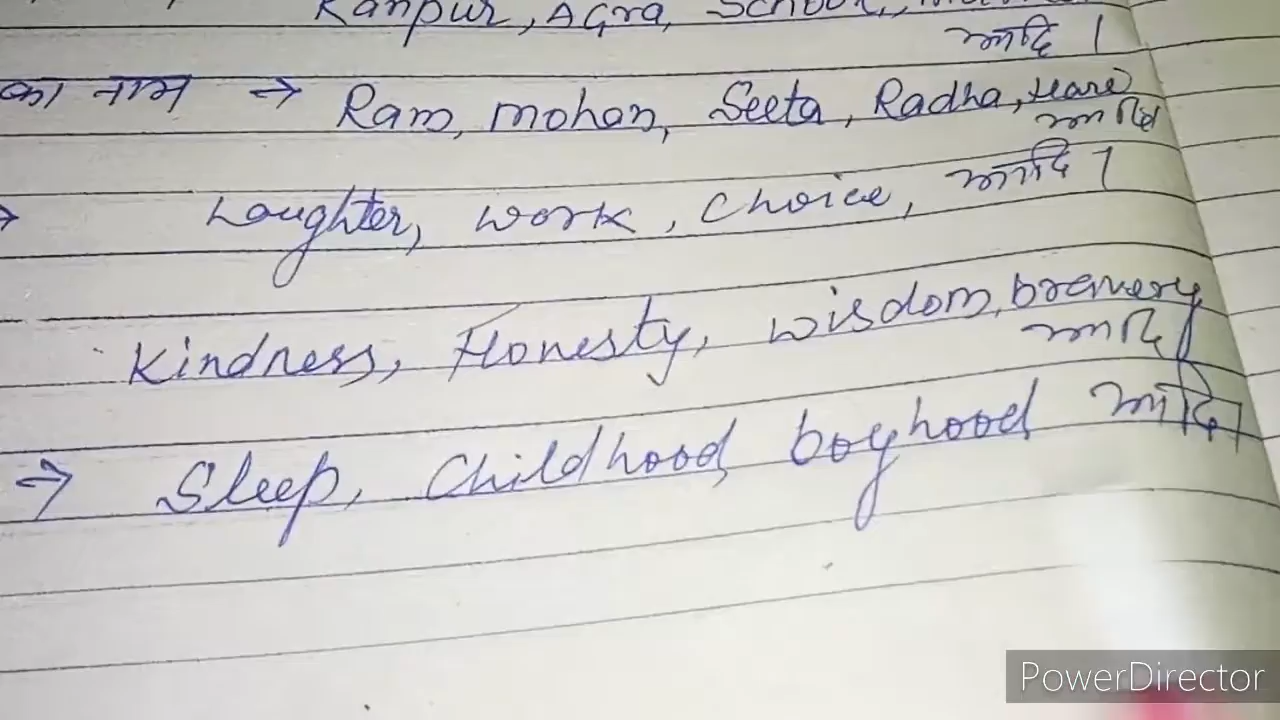 Kanpur, Agra, School,
आदि ।
का नाम → Ram, mohan, Seeta, Radha, Hare
आदि
→ Laughter, work, Choice, आदि ।
Kindness, Honesty, wisdom, bravery
आदि
→ Sleep, Childhood, boyhood आदि ।
PowerDirector